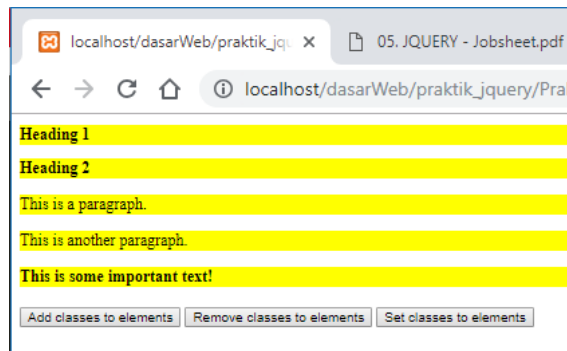 localhost/dasarWeb/praktik_jq
05. JQUERY - Jobsheet.pdf
localhost/dasarWeb/praktik_jquery/Pra
Heading 1
Heading 2
This is a paragraph.
This is another paragraph.
This is some important text!
Add classes to elements Remove classes to elements Set classes to elements